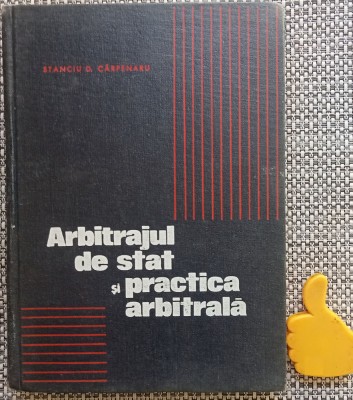 STANCIU D. CĂRPENARU
Arbitrajul
de stat
și practica
arbitrală